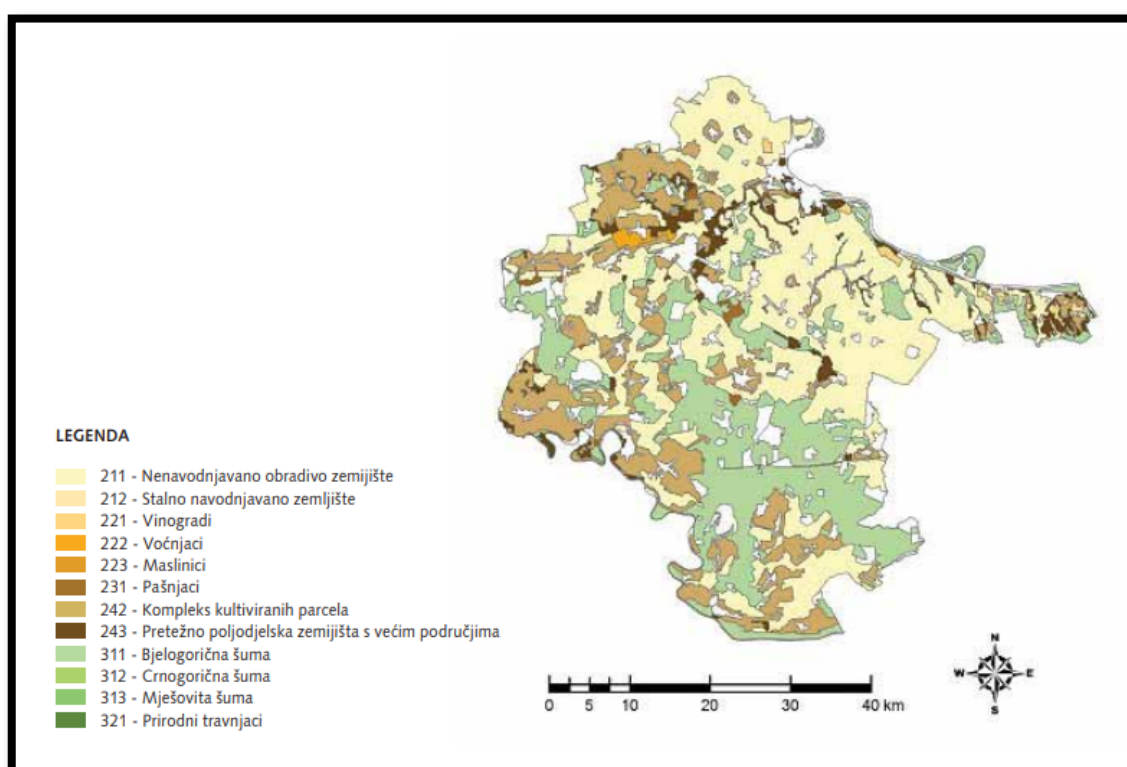 LEGENDA
211 - Nenavodnjavano obradivo zemijište
212 - Stalno navodnjavano zemljište
221 - Vinogradi
222 - Voćnjaci
223 - Maslinici
231 - Pašnjaci
242 - Kompleks kultiviranih parcela
243 - Pretežno poljodjelska zemijišta s većim područjima
311 - Bjelogorična šuma
312 - Crnogorična šuma
313 - Mješovita šuma
321 - Prirodni travnjaci
0 5 10 20 30 40 km
N
W E
S